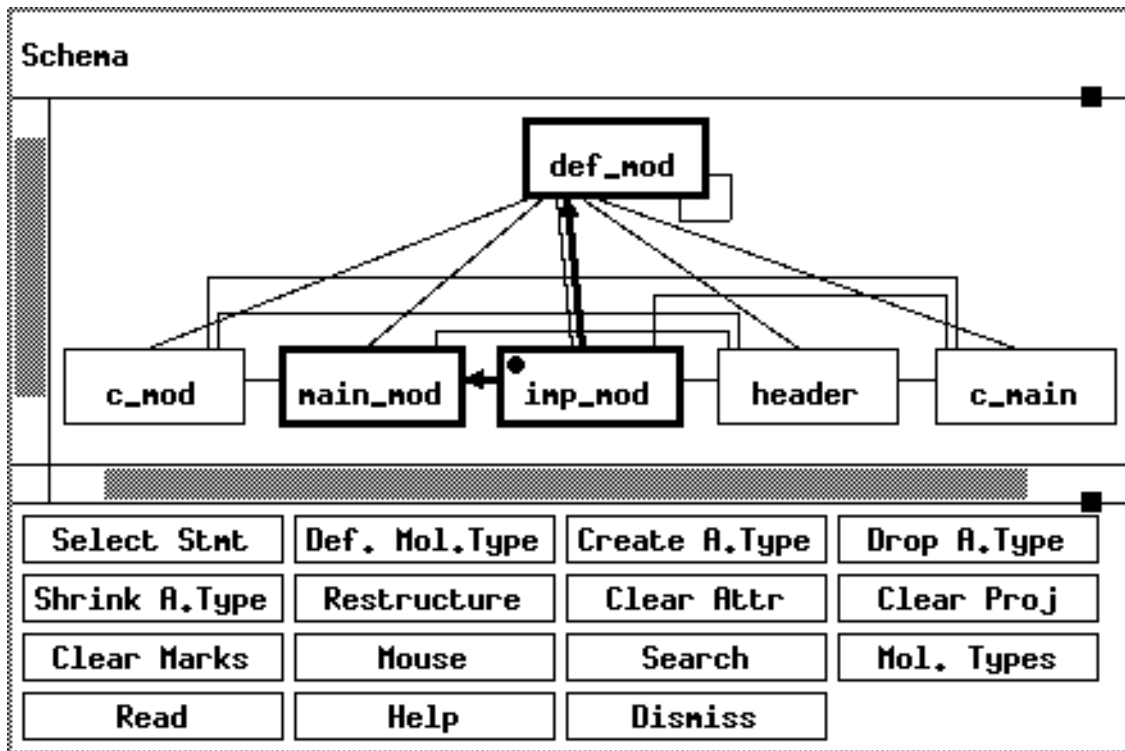 Schema
def_mod
c_mod main_mod imp_mod header c_main
Select Stmt Def. Mol.Type Create A.Type Drop A.Type
Shrink A.Type Restructure Clear Attr Clear Proj
Clear Marks Mouse Search Mol. Types
Read Help Dismiss